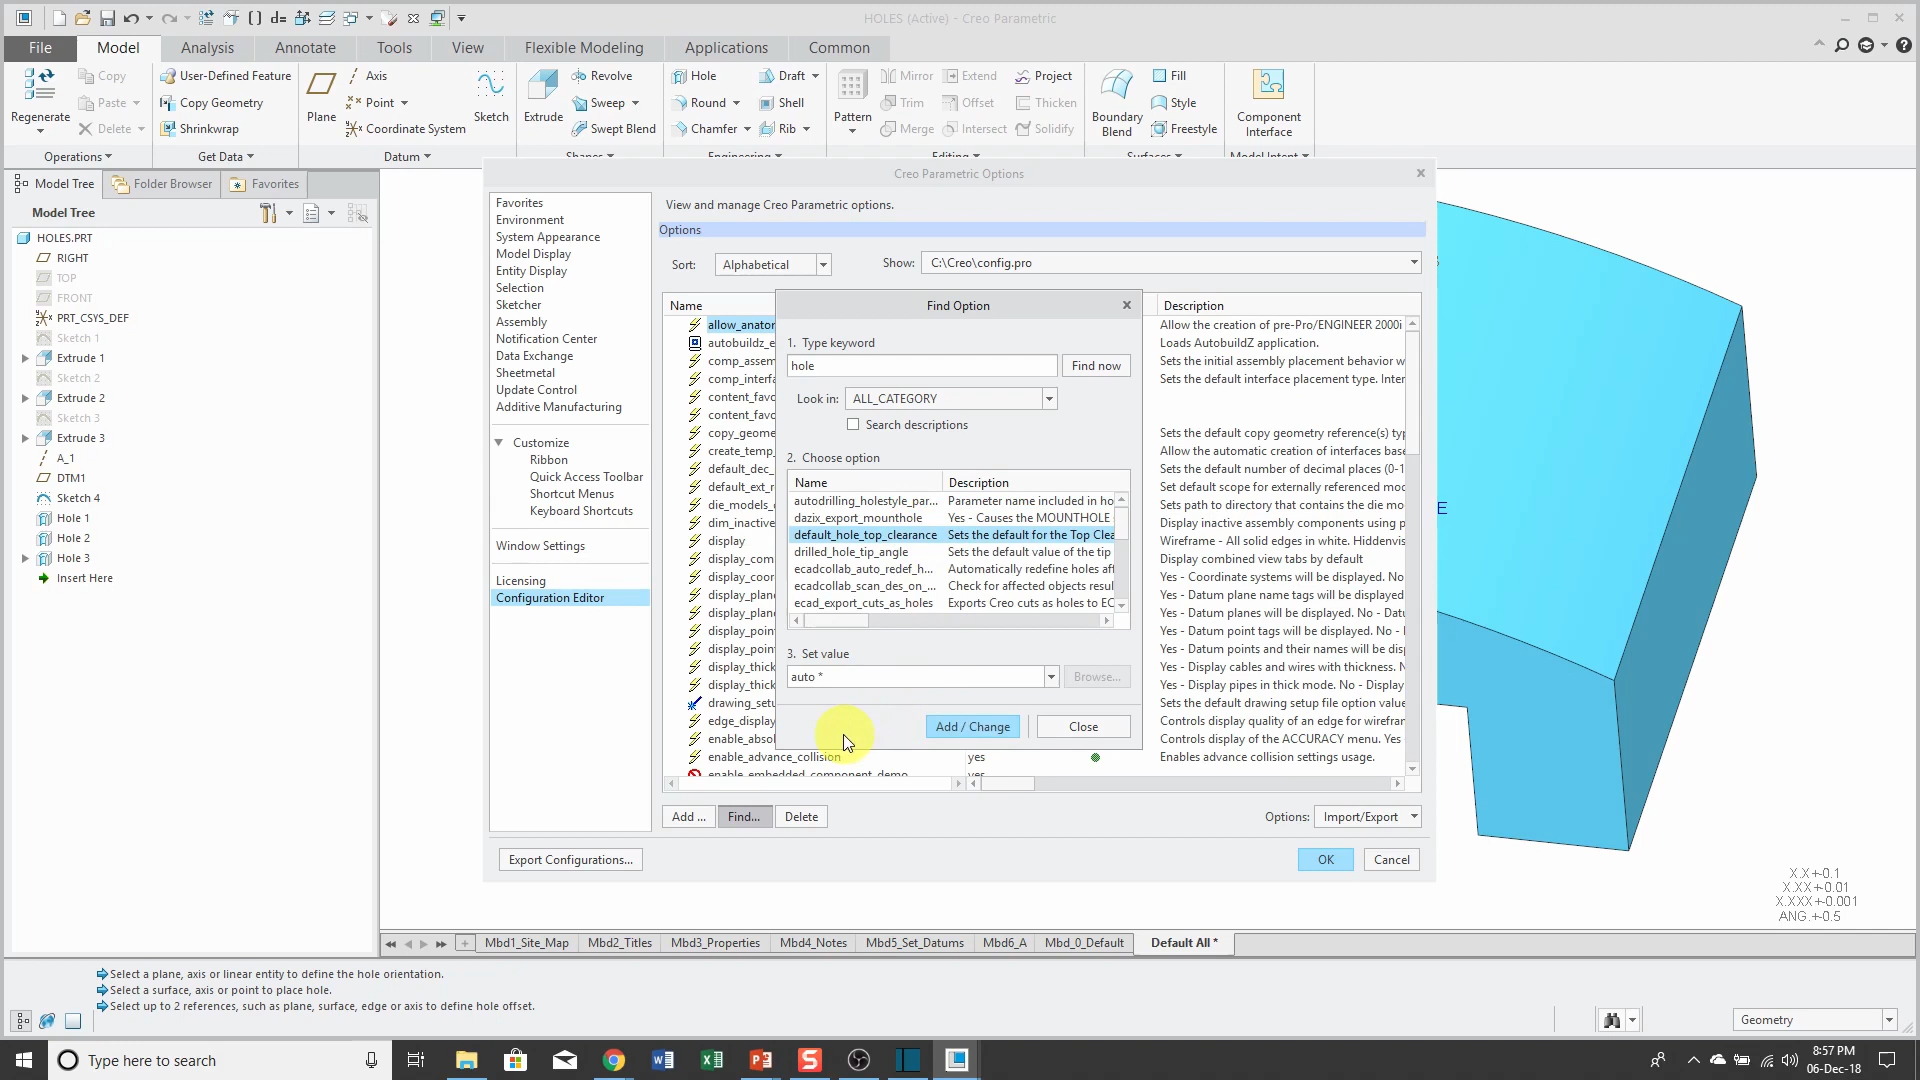 HOLES (Active) - Creo Parametric
File
Model
Analysis
Annotate
Tools
View
Flexible Modeling
Applications
Common
Regenerate
Copy
Paste
Delete
Operations
User-Defined Feature
Copy Geometry
Shrinkwrap
Get Data
Plane
Axis
Point
Coordinate System
Sketch
Datum
Extrude
Revolve
Sweep
Swept Blend
Shapes
Hole
Round
Chamfer
Draft
Shell
Rib
Engineering
Pattern
Mirror
Trim
Merge
Extend
Offset
Intersect
Project
Thicken
Solidify
Editing
Boundary
Blend
Fill
Style
Freestyle
Surfaces
Component
Interface
Model Intent
Model Tree
Folder Browser
Favorites
Model Tree
HOLES.PRT
RIGHT
TOP
FRONT
PRT_CSYS_DEF
Sketch 1
Extrude 1
Sketch 2
Extrude 2
Sketch 3
Extrude 3
A_1
DTM1
Sketch 4
Hole 1
Hole 2
Hole 3
Insert Here
Creo Parametric Options
Favorites
Environment
System Appearance
Model Display
Entity Display
Selection
Sketcher
Assembly
Notification Center
Data Exchange
Sheetmetal
Update Control
Additive Manufacturing
Customize
Ribbon
Quick Access Toolbar
Shortcut Menus
Keyboard Shortcuts
Window Settings
Licensing
Configuration Editor
View and manage Creo Parametric options.
Options
Sort:
Alphabetical
Show:
C:\Creo\config.pro
Name
Description
allow_anator
autobuildz_e
comp_assem
comp_interfa
content_favo
content_favo
copy_geome
create_temp_
default_dec_
default_ext_r
die_models_
dim_inactive
display
display_com
display_coor
display_plane
display_plane
display_point
display_point
display_thick
display_thick
drawing_setu
edge_display
enable_absol
enable_advance_collision yes
enable_embedded_component_demo yes
Allow the creation of pre-Pro/ENGINEER 2000i
Loads AutobuildZ application.
Sets the initial assembly placement behavior w
Sets the default interface placement type. Inter
Sets the default copy geometry reference(s) typ
Allow the automatic creation of interfaces base
Sets the default number of decimal places (0-1
Set default scope for externally referenced mod
Sets path to directory that contains the die mo
Display inactive assembly components using p
Wireframe - All solid edges in white. Hiddenvis
Display combined view tabs by default
Yes - Coordinate systems will be displayed. No
Yes - Datum plane name tags will be displayed
Yes - Datum planes will be displayed. No - Datu
Yes - Datum point tags will be displayed. No - I
Yes - Datum points and their names will be dis
Yes - Display cables and wires with thickness. N
Yes - Display pipes in thick mode. No - Display
Sets the default drawing setup file option value
Controls display quality of an edge for wirefran
Controls display of the ACCURACY menu. Yes
Enables advance collision settings usage.
Find Option
1. Type keyword
hole
Find now
Look in:
ALL_CATEGORY
Search descriptions
2. Choose option
Name
Description
autodrilling_holestyle_par... Parameter name included in ho
dazix_export_mounthole Yes - Causes the MOUNTHOLE
default_hole_top_clearance Sets the default for the Top Clea
drilled_hole_tip_angle Sets the default value of the tip
ecadcollab_auto_redef_h... Automatically redefine holes aff
ecadcollab_scan_des_on_... Check for affected objects resul
ecad_export_cuts_as_holes Exports Creo cuts as holes to EC
3. Set value
auto *
Browse...
Add / Change
Close
Add ...
Find...
Delete
Options:
Import/Export
Export Configurations...
OK
Cancel
E
X.X+-0.1
X.XX+-0.01
X.XXX+-0.001
ANG.+-0.5
Mbd1_Site_Map
Mbd2_Titles
Mbd3_Properties
Mbd4_Notes
Mbd5_Set_Datums
Mbd6_A
Mbd_0_Default
Default All *
Select a plane, axis or linear entity to define the hole orientation.
Select a surface, axis or point to place hole.
Select up to 2 references, such as plane, surface, edge or axis to define hole offset.
Geometry
Type here to search
8:57 PM
06-Dec-18